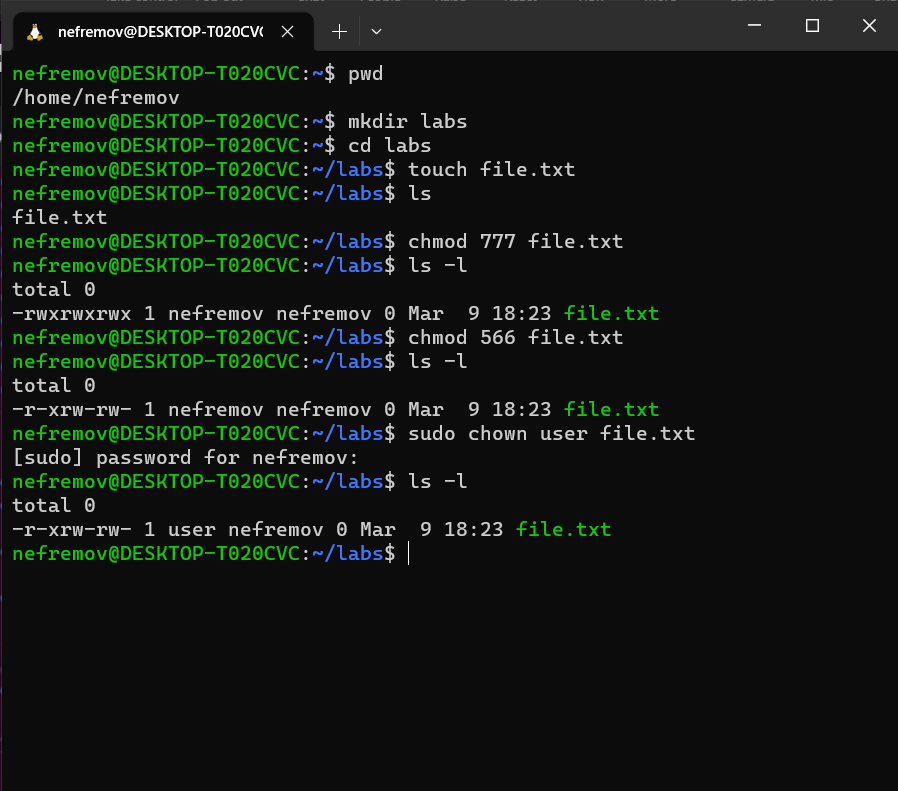 nefremov@DESKTOP-T020CV
nefremov@DESKTOP-T020CVC:~$ pwd
/home/nefremov
nefremov@DESKTOP-T020CVC:~$ mkdir labs
nefremov@DESKTOP-T020CVC:~$ cd labs
nefremov@DESKTOP-T020CVC:~/labs$ touch file.txt
nefremov@DESKTOP-T020CVC:~/labs$ ls
file.txt
nefremov@DESKTOP-T020CVC:~/labs$ chmod 777 file.txt
nefremov@DESKTOP-T020CVC:~/labs$ ls -l
total 0
-rwxrwxrwx 1 nefremov nefremov 0 Mar  9 18:23 file.txt
nefremov@DESKTOP-T020CVC:~/labs$ chmod 566 file.txt
nefremov@DESKTOP-T020CVC:~/labs$ ls -l
total 0
-r-xrw-rw- 1 nefremov nefremov 0 Mar  9 18:23 file.txt
nefremov@DESKTOP-T020CVC:~/labs$ sudo chown user file.txt
[sudo] password for nefremov:
nefremov@DESKTOP-T020CVC:~/labs$ ls -l
total 0
-r-xrw-rw- 1 user nefremov 0 Mar  9 18:23 file.txt
nefremov@DESKTOP-T020CVC:~/labs$